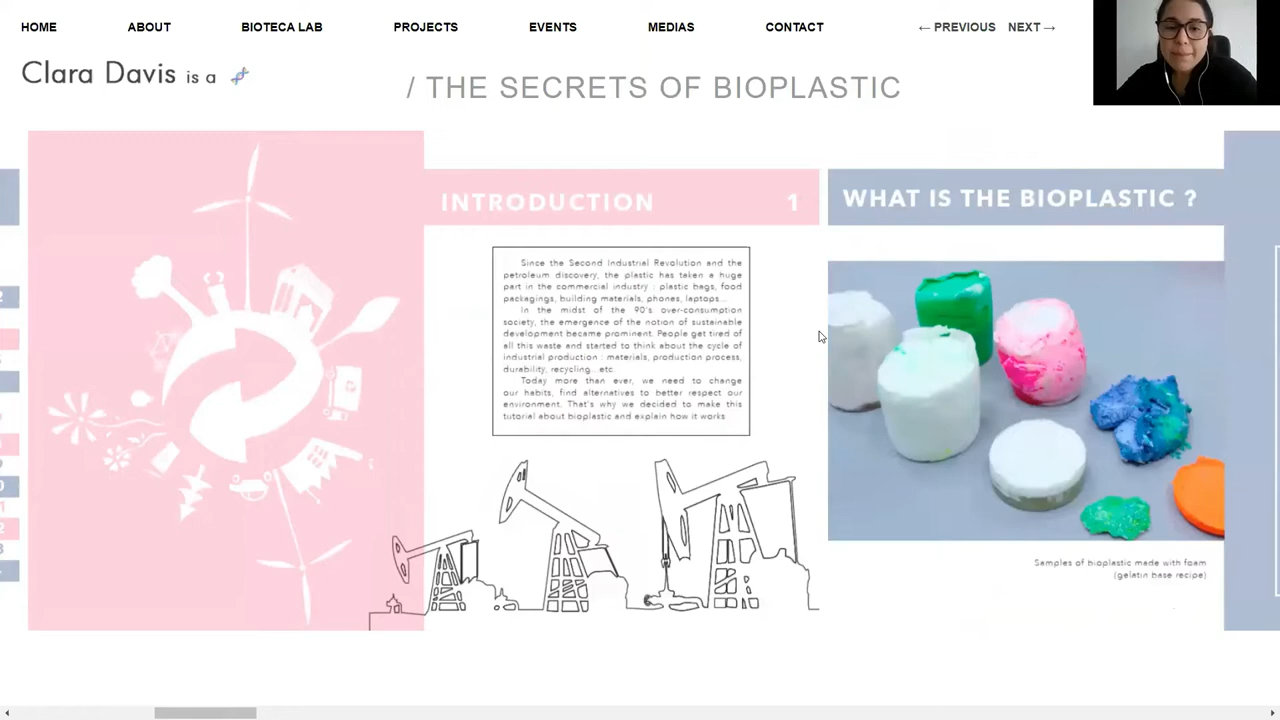 HOME ABOUT BIOTECA LAB PROJECTS EVENTS MEDIAS CONTACT ← PREVIOUS NEXT →
Clara Davis is a
/ THE SECRETS OF BIOPLASTIC
INTRODUCTION 1
Since the Second Industrial Revolution and the
petroleum discovery, the plastic has taken a huge
part in the commercial industry : plastic bags, food
packagings, building materials, phones, laptops...
In the midst of the 90's over-consumption
society, the emergence of the notion of sustainable
development became prominent. People get tired of
all this waste and started to think about the cycle of
industrial production : materials, production process,
durability, recycling... etc.
Today more than ever, we need to change
our habits, find alternatives to better respect our
environment. That's why we decided to make this
tutorial about bioplastic and explain how it works
WHAT IS THE BIOPLASTIC ?
Samples of bioplastic made with foam
(gelatin base recipe)